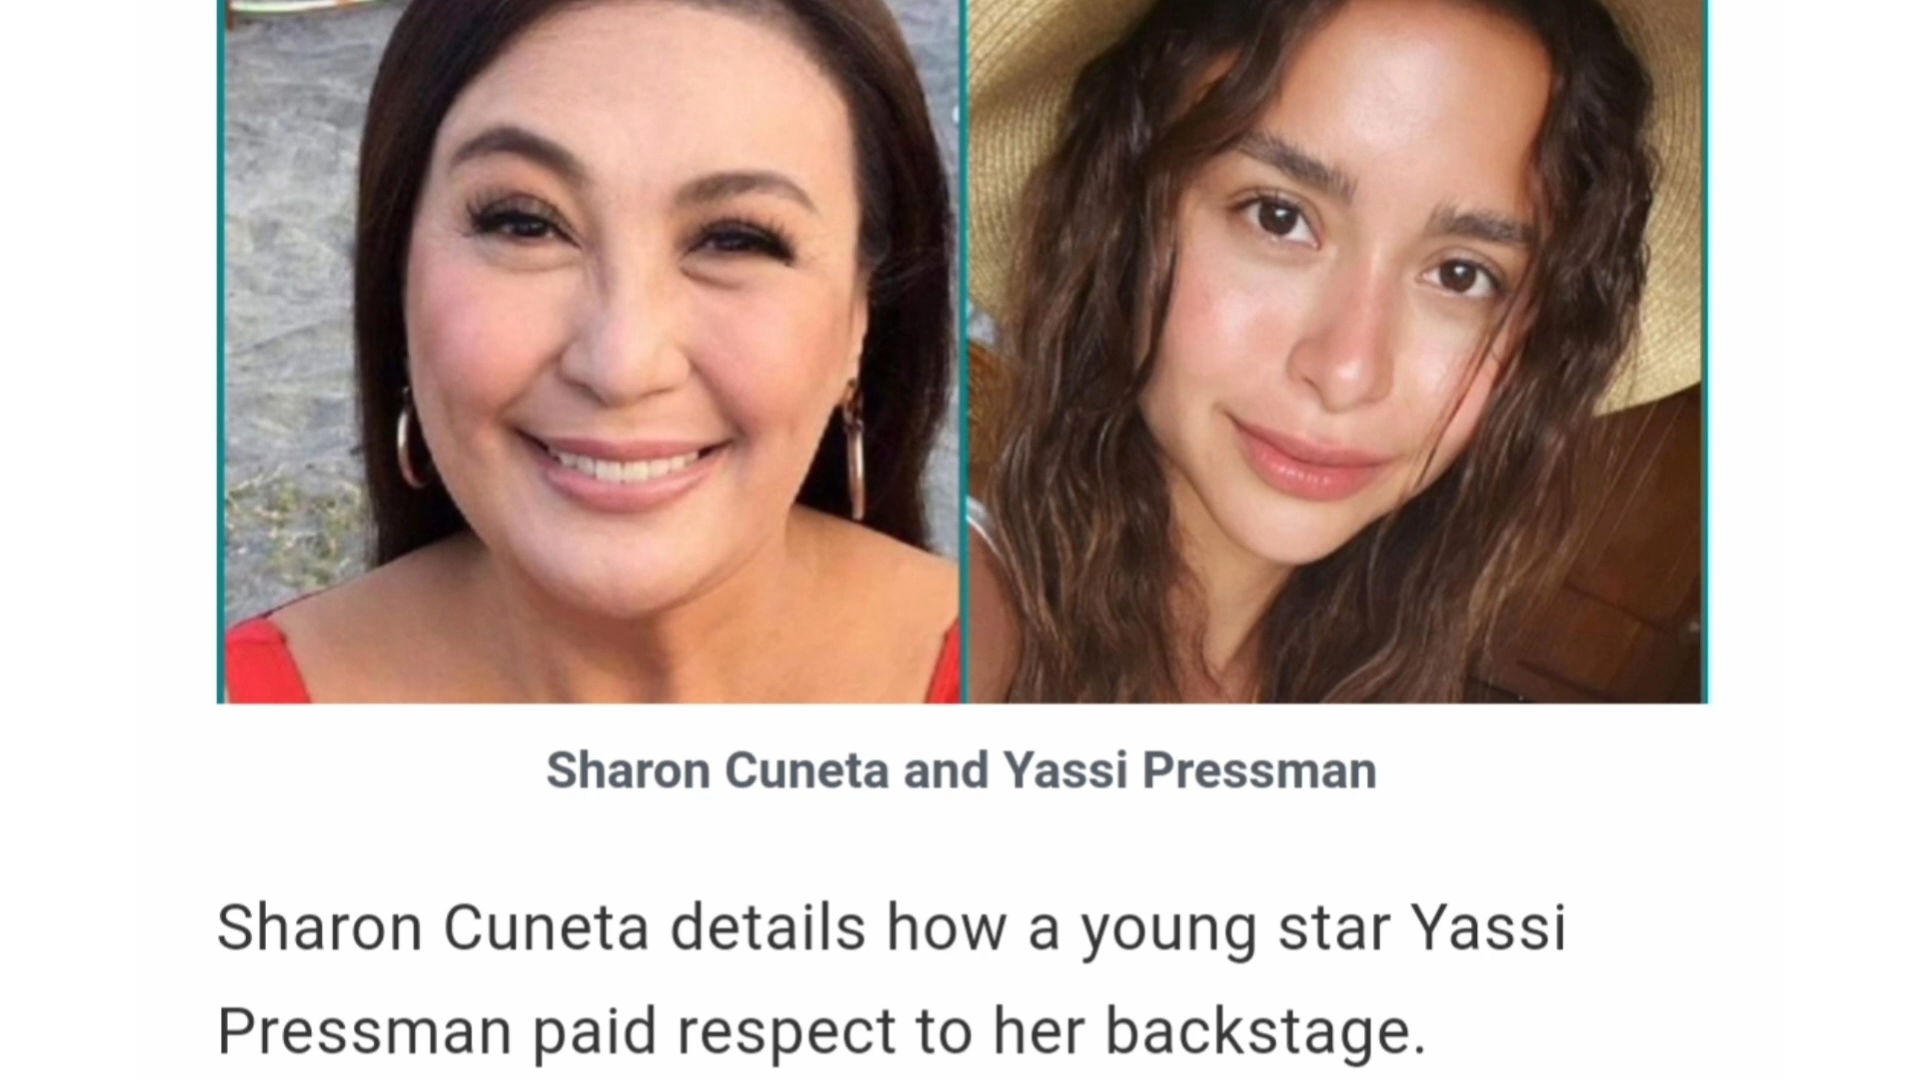 Sharon Cuneta and Yassi Pressman
Sharon Cuneta details how a young star Yassi
Pressman paid respect to her backstage.